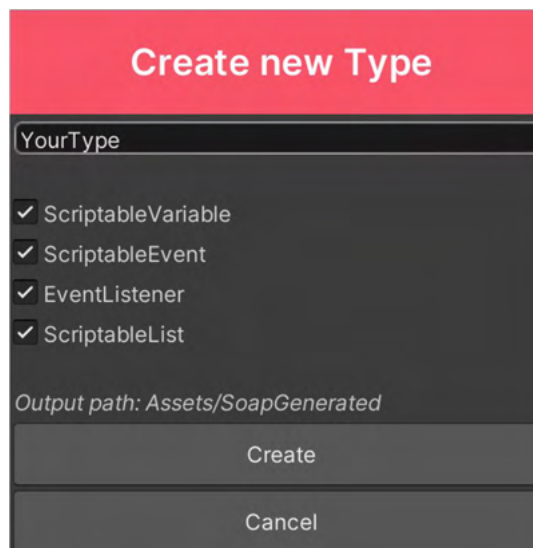 Create new Type
YourType
ScriptableVariable
ScriptableEvent
EventListener
ScriptableList
Output path: Assets/SoapGenerated
Create
Cancel